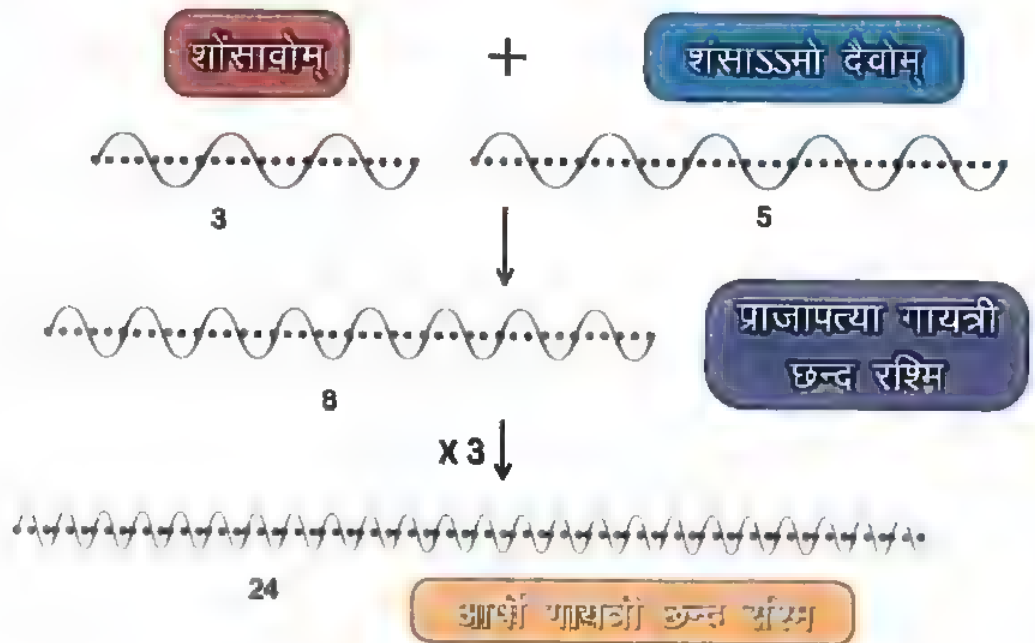 शोंसावोम्
+
शंसाऽऽमो दैवोम्
3
5
8
प्राजापत्या गायत्री
छन्द रश्मि
X 3
24
आर्षी गायत्री छन्द रश्मि